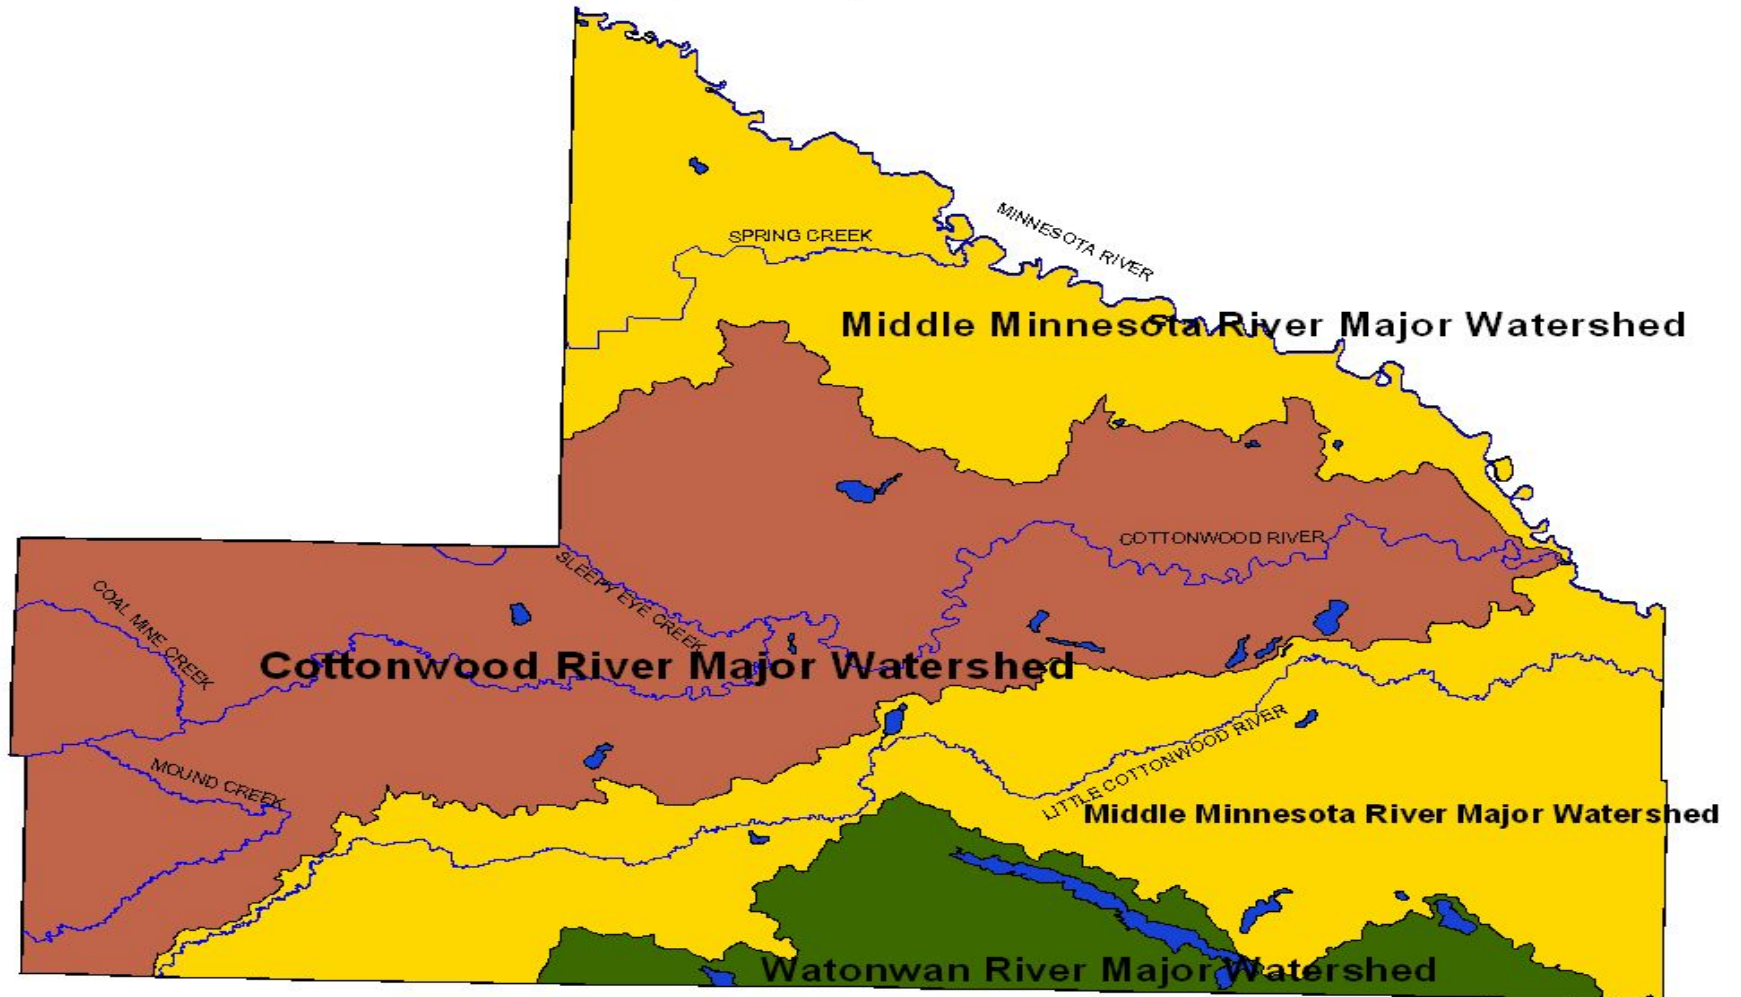 SPRING CREEK
MINNESOTA RIVER
Middle Minnesota River Major Watershed
COTTONWOOD RIVER
SLEEPY EYE CREEK
COAL MINE CREEK
Cottonwood River Major Watershed
MOUND CREEK
LITTLE COTTONWOOD RIVER
Middle Minnesota River Major Watershed
Watonwan River Major Watershed